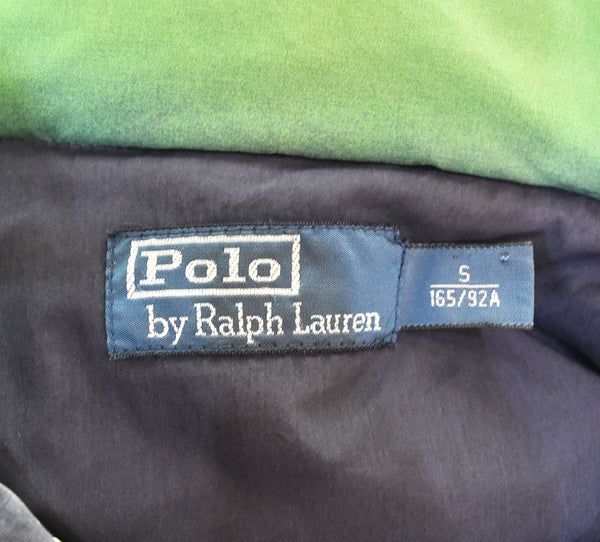 Polo
by Ralph Lauren
S
165/92A